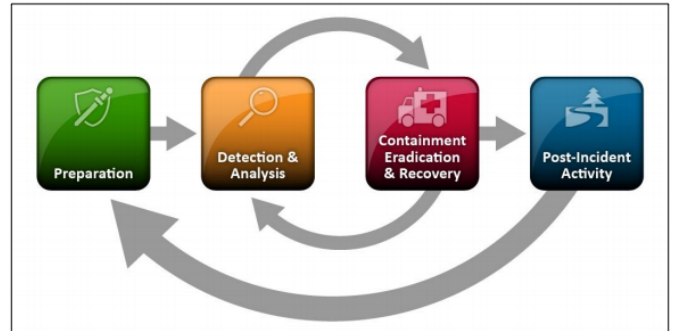 Preparation
Detection &
Analysis
Containment
Eradication
& Recovery
Post-Incident
Activity